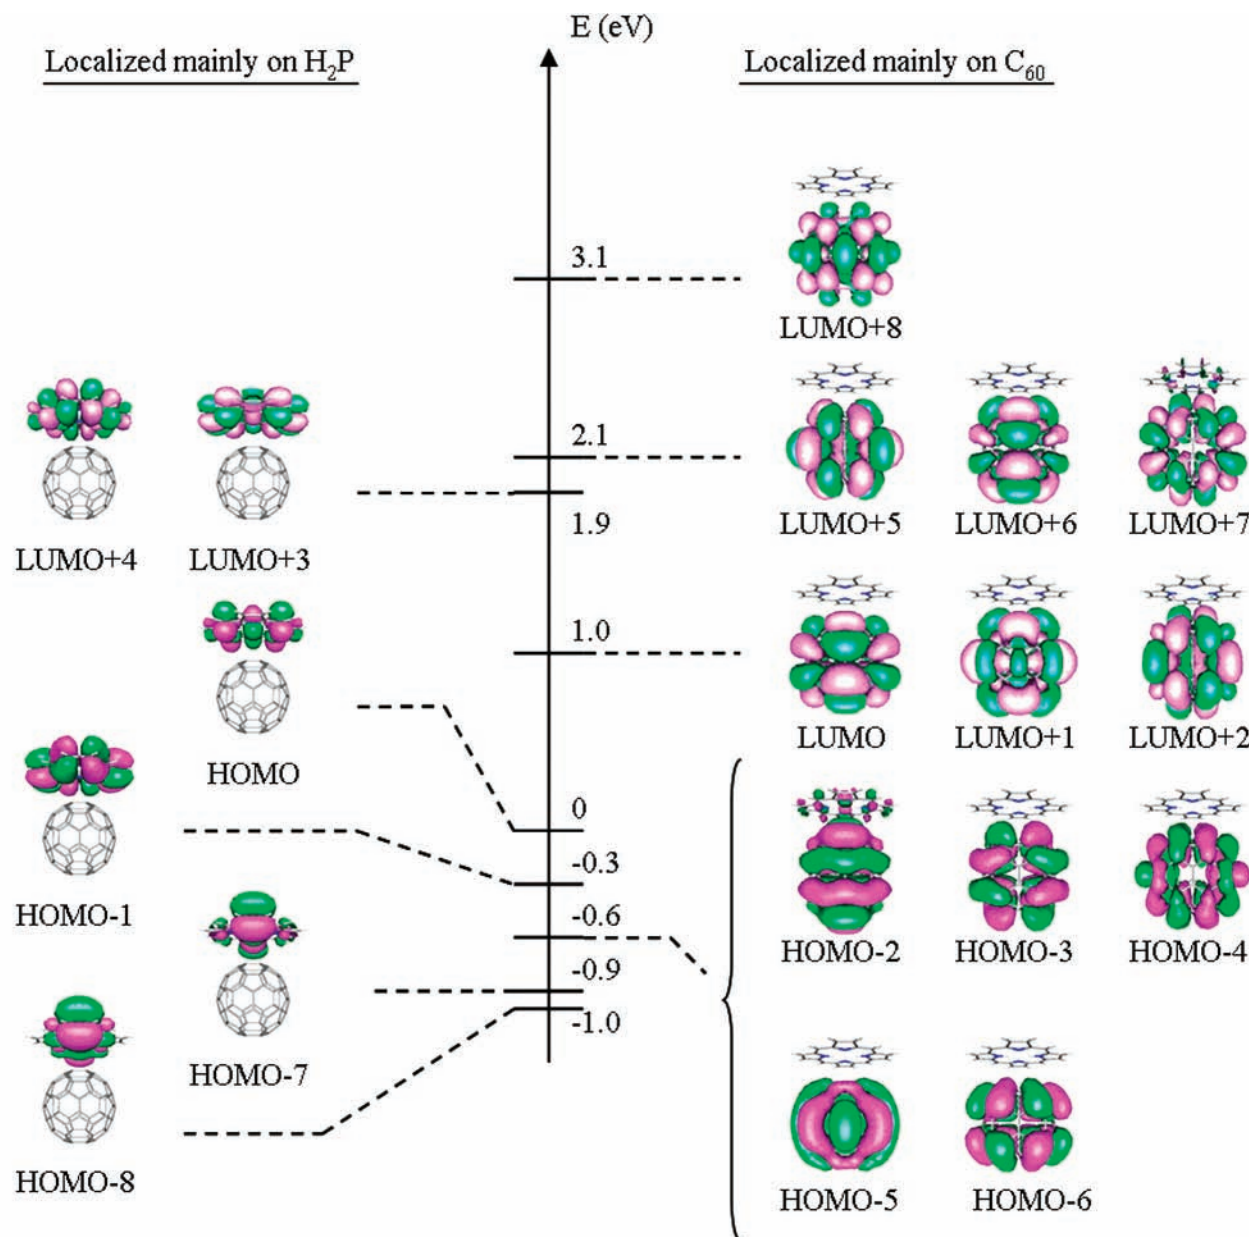 E (eV)
Localized mainly on H₂P
Localized mainly on C₆₀
3.1
LUMO+8
2.1
LUMO+5 LUMO+6 LUMO+7
1.9
LUMO+4 LUMO+3
1.0
LUMO LUMO+1 LUMO+2
HOMO
0
-0.3
HOMO-1
-0.6
HOMO-2 HOMO-3 HOMO-4
-0.9
-1.0
HOMO-7
HOMO-8
HOMO-5 HOMO-6